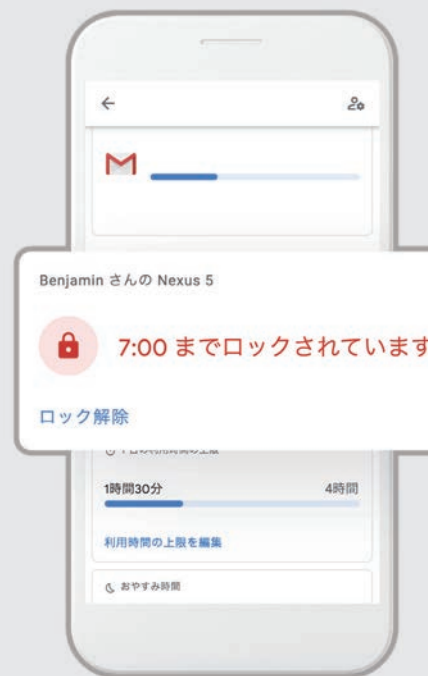 Benjamin さんの Nexus 5
7:00 までロックされています
ロック解除
1時間30分 4時間
利用時間の上限を編集
おやすみ時間